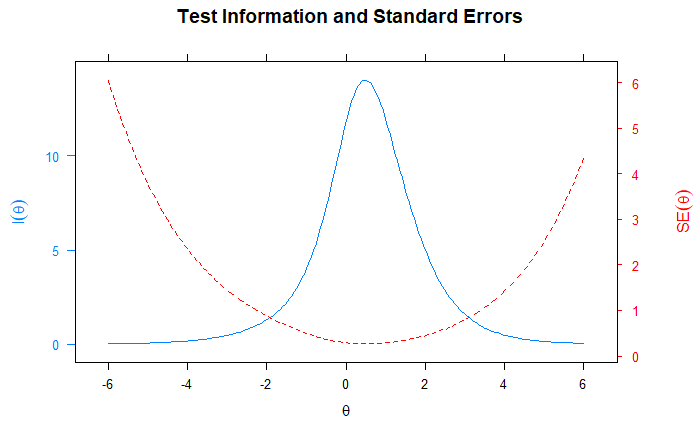 Test Information and Standard Errors
10
5
0
I(θ)
6
5
4
3
2
1
0
SE(θ)
-6 -4 -2 0 2 4 6
θ